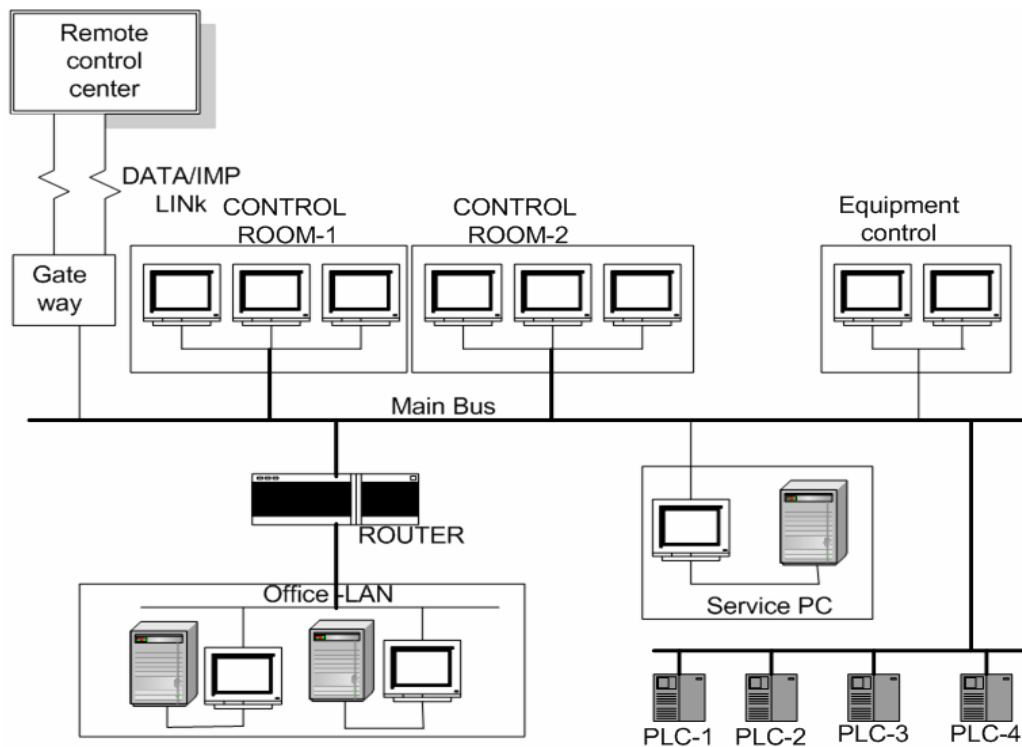 Remote
control
center
DATA/IMP
LINk
CONTROL
ROOM-1
CONTROL
ROOM-2
Equipment
control
Gate
way
Main Bus
ROUTER
Office -LAN
Service PC
PLC-1
PLC-2
PLC-3
PLC-4